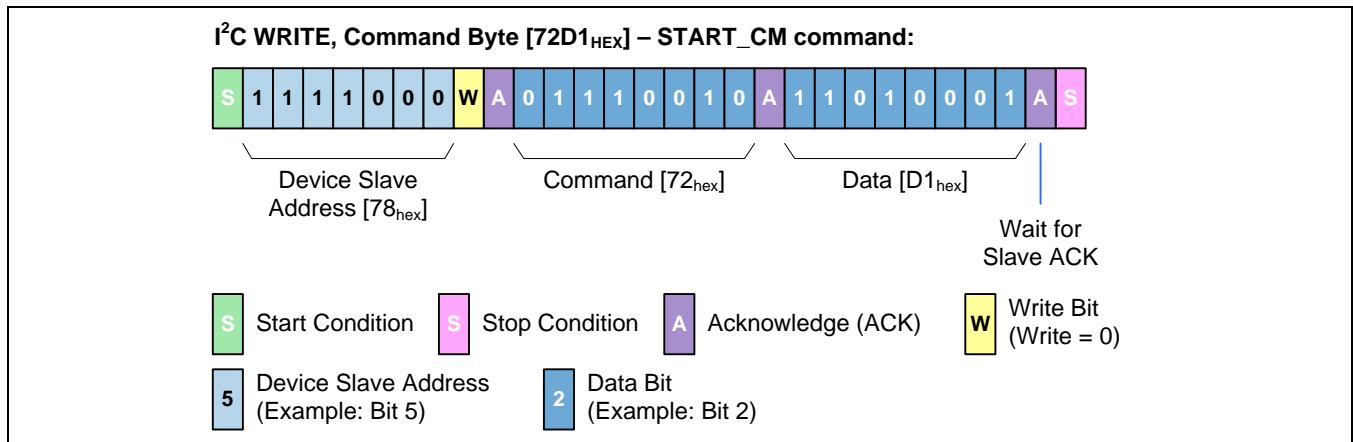 I²C WRITE, Command Byte [72D1HEX] – START_CM command:
S 1 1 1 1 0 0 0 W A 0 1 1 1 0 0 1 0 A 1 1 0 1 0 0 0 1 A S
Device Slave
Address [78hex]
Command [72hex]
Data [D1hex]
Wait for
Slave ACK
S Start Condition
S Stop Condition
A Acknowledge (ACK)
W Write Bit
(Write = 0)
5 Device Slave Address
(Example: Bit 5)
2 Data Bit
(Example: Bit 2)